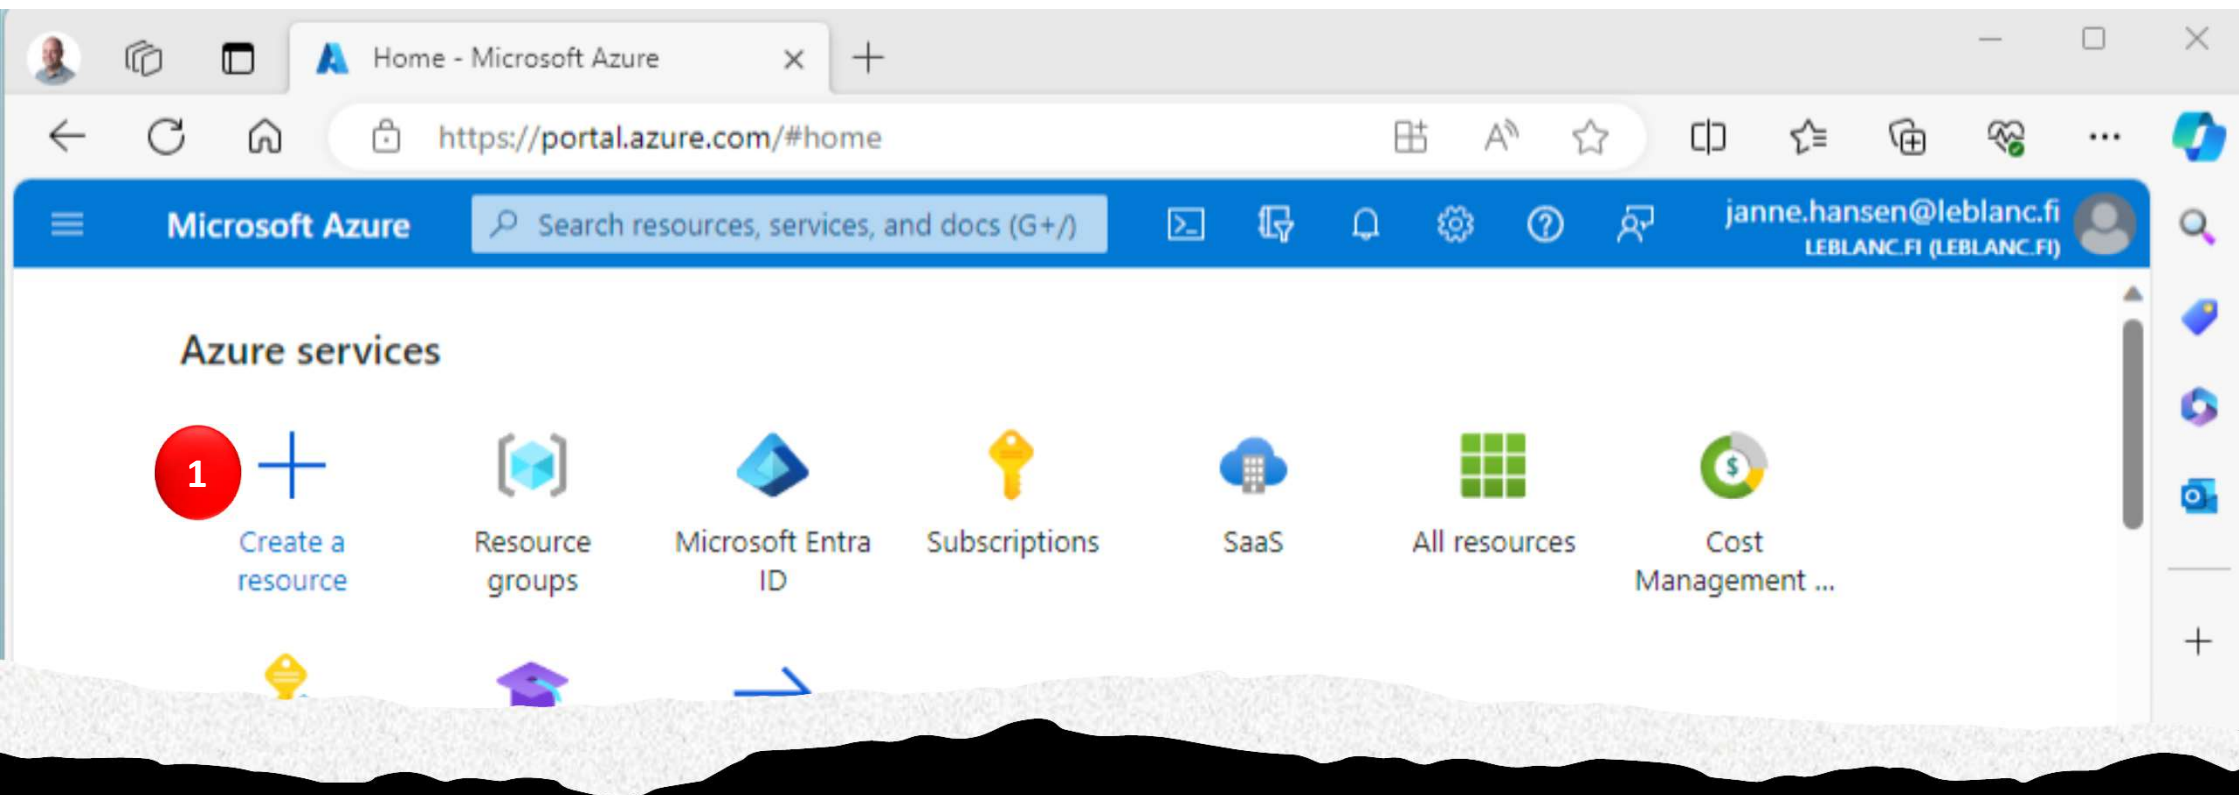 Home - Microsoft Azure
https://portal.azure.com/#home
Microsoft Azure
Search resources, services, and docs (G+/)
janne.hansen@leblanc.fi
LEBLANC.FI (LEBLANC.FI)
Azure services
1
Create a
resource
Resource
groups
Microsoft Entra
ID
Subscriptions
SaaS
All resources
Cost
Management ...